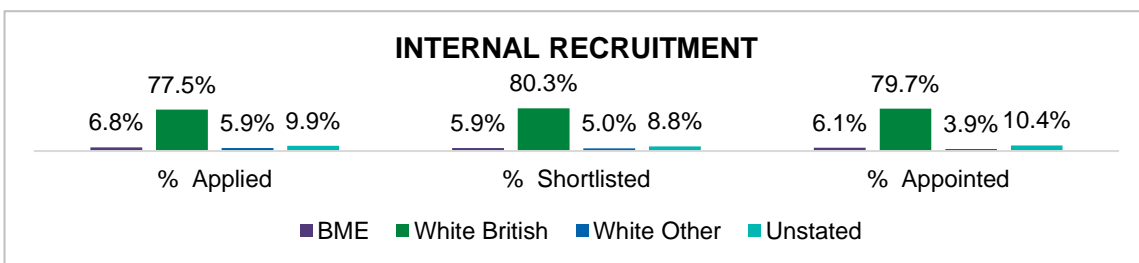 INTERNAL RECRUITMENT
6.8% 77.5% 5.9% 9.9%
5.9% 80.3% 5.0% 8.8%
6.1% 79.7% 3.9% 10.4%
% Applied % Shortlisted % Appointed
BME White British White Other Unstated